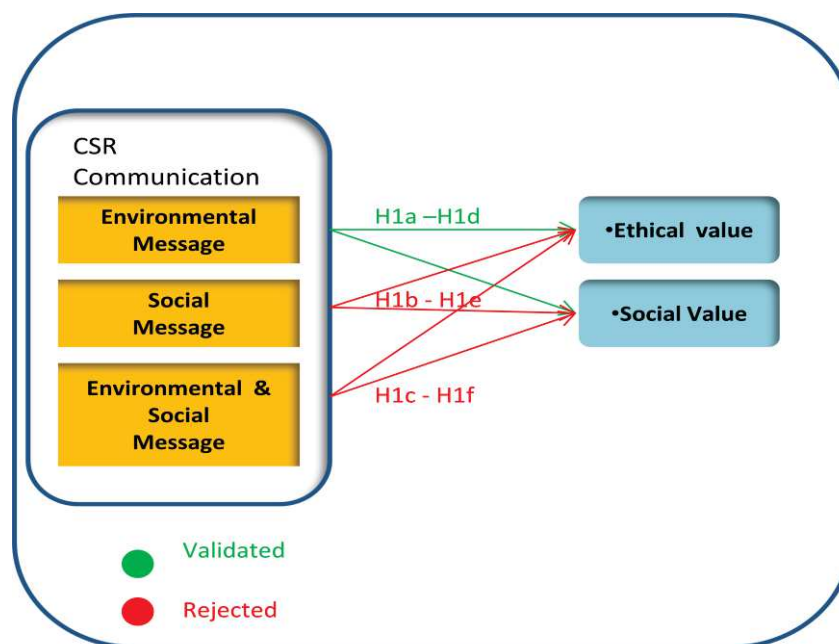 CSR
Communication
Environmental
Message
Social
Message
Environmental &
Social
Message
H1a –H1d
H1b - H1e
H1c - H1f
•Ethical value
•Social Value
Validated
Rejected